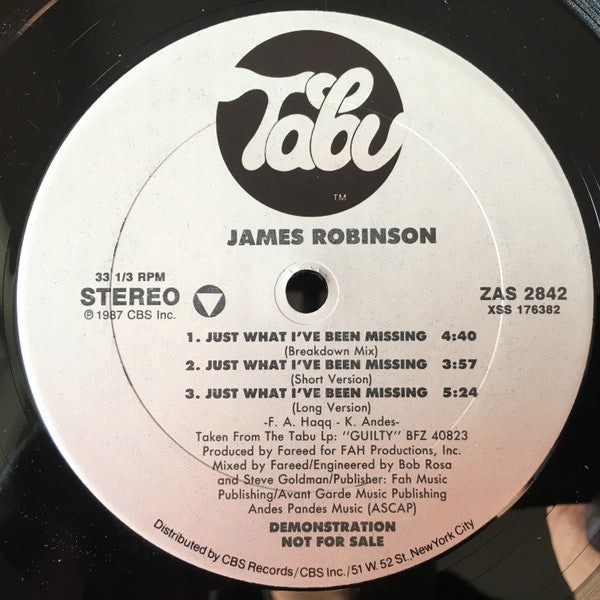 Tabu
TM
JAMES ROBINSON
33 1/3 RPM
STEREO
℗ 1987 CBS Inc.
ZAS 2842
XSS 176382
1. JUST WHAT I'VE BEEN MISSING 4:40
(Breakdown Mix)
2. JUST WHAT I'VE BEEN MISSING 3:57
(Short Version)
3. JUST WHAT I'VE BEEN MISSING 5:24
(Long Version)
-F. A. Haqq - K. Andes-
Taken From The Tabu Lp: "GUILTY" BFZ 40823
Produced by Fareed for FAH Productions, Inc.
Mixed by Fareed/Engineered by Bob Rosa
and Steve Goldman/Publisher: Fah Music
Publishing/Avant Garde Music Publishing
Andes Pandes Music (ASCAP)
DEMONSTRATION
NOT FOR SALE
Distributed by CBS Records/CBS Inc./51 W. 52 St., New York City